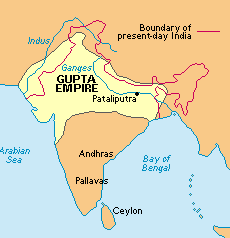 Boundary of
present-day India
Indus
Ganges
GUPTA
EMPIRE
Pataliputra
Arabian
Sea
Andhras
Bay of
Bengal
Pallavas
Ceylon